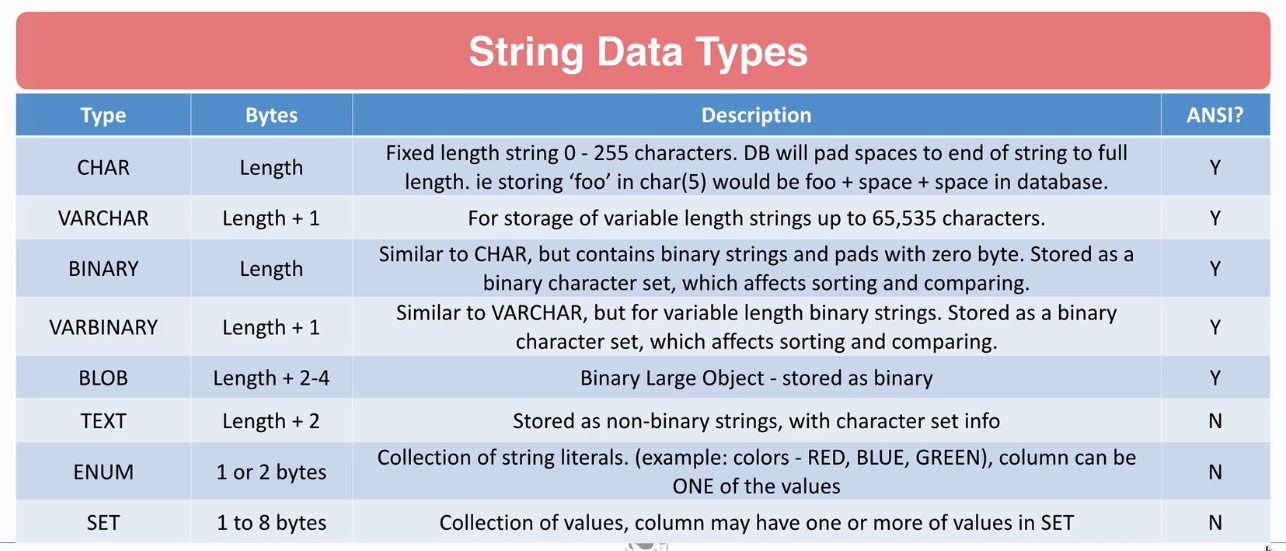 String Data Types
Type Bytes Description ANSI?
CHAR Length Fixed length string 0 - 255 characters. DB will pad spaces to end of string to full
length. ie storing ‘foo’ in char(5) would be foo + space + space in database. Y
VARCHAR Length + 1 For storage of variable length strings up to 65,535 characters. Y
BINARY Length Similar to CHAR, but contains binary strings and pads with zero byte. Stored as a
binary character set, which affects sorting and comparing. Y
VARBINARY Length + 1 Similar to VARCHAR, but for variable length binary strings. Stored as a binary
character set, which affects sorting and comparing. Y
BLOB Length + 2-4 Binary Large Object - stored as binary Y
TEXT Length + 2 Stored as non-binary strings, with character set info N
ENUM 1 or 2 bytes Collection of string literals. (example: colors - RED, BLUE, GREEN), column can be
ONE of the values N
SET 1 to 8 bytes Collection of values, column may have one or more of values in SET N